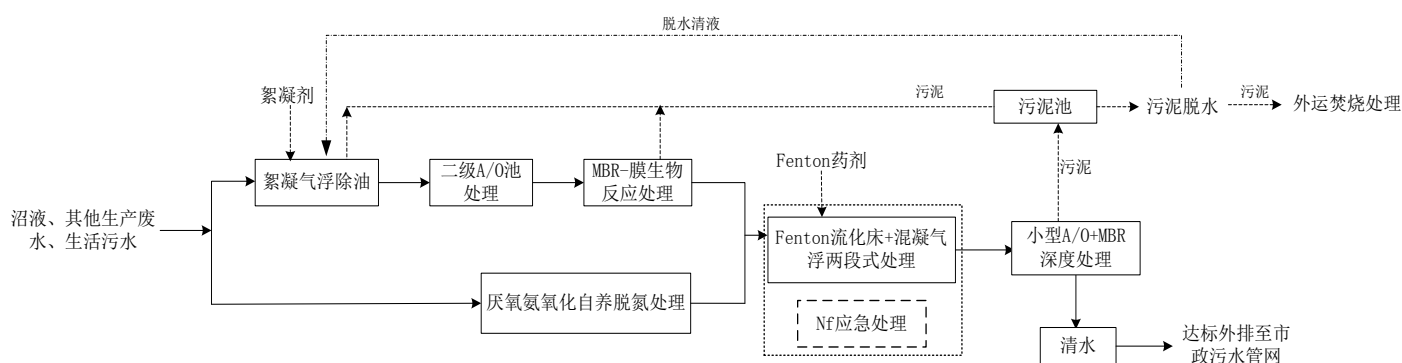 脱水清液
絮凝剂
污泥
污泥池
污泥脱水
污泥
外运焚烧处理
Fenton药剂
污泥
絮凝气浮除油
二级A/O池
处理
MBR-膜生物
反应处理
沼液、其他生产废
水、生活污水
Fenton流化床+混凝气
浮两段式处理
小型A/O+MBR
深度处理
厌氧氨氧化自养脱氮处理
Nf应急处理
清水
达标外排至市
政污水管网